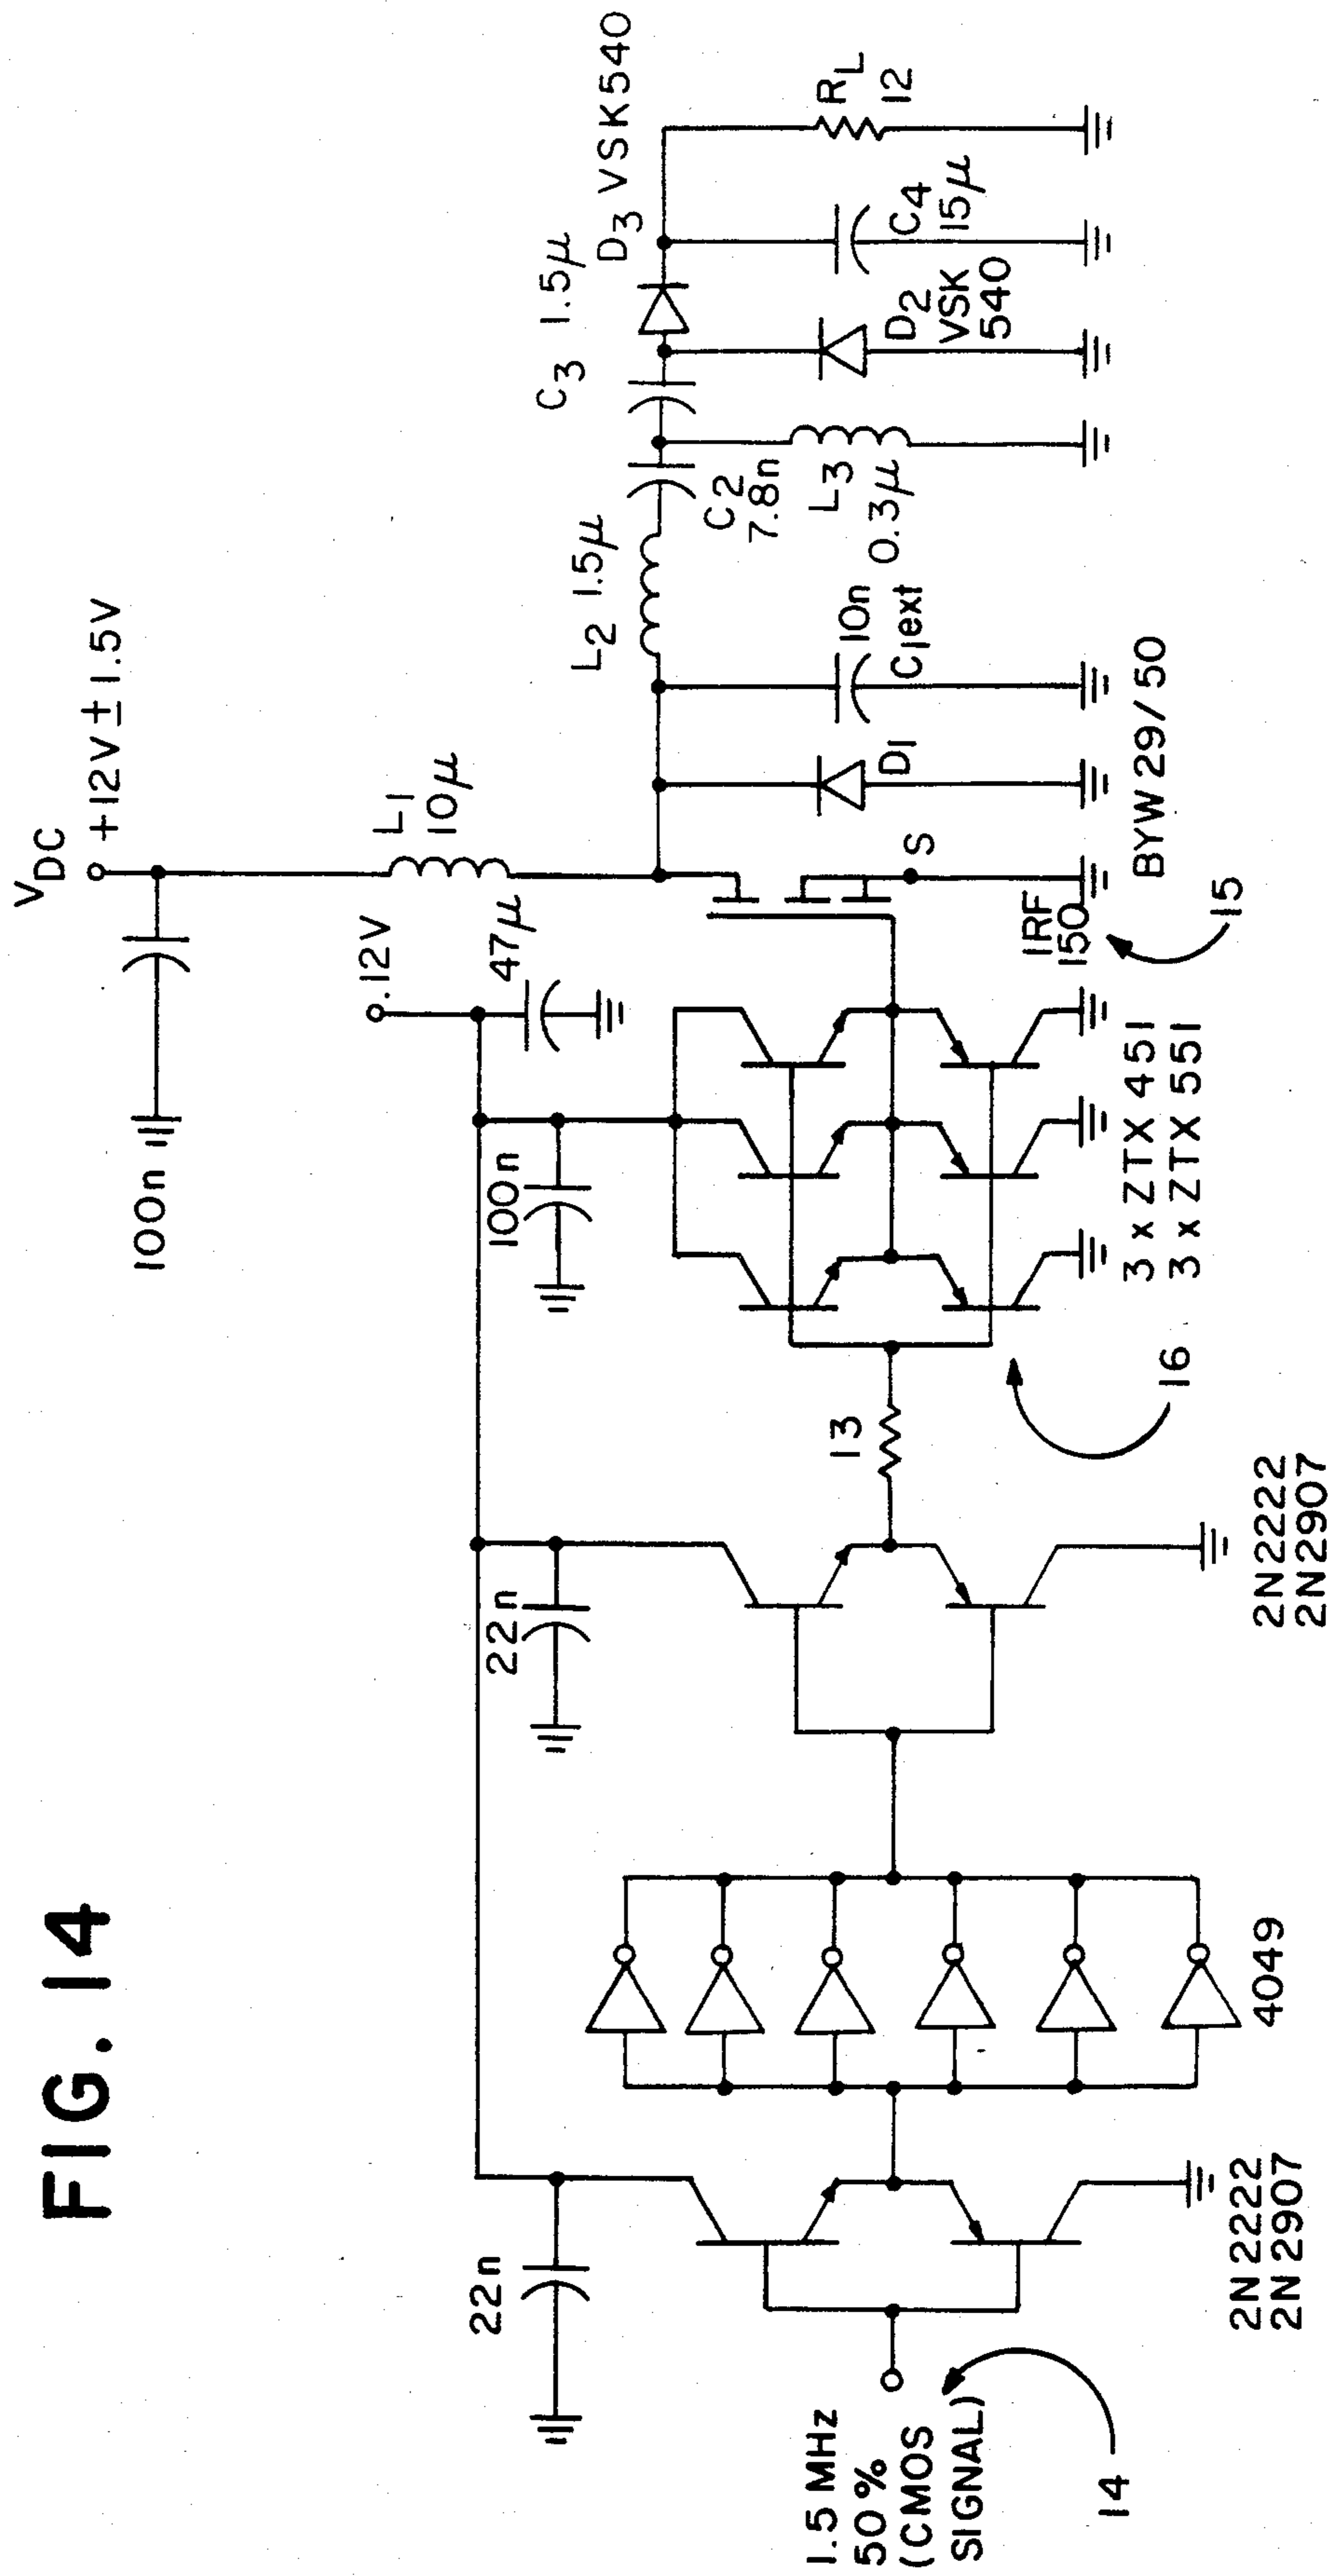 FIG. 14
VDC
+12V ± 1.5V
100n
L1
10μ
.12V
47μ
100n
22n
22n
L2 1.5μ
C2
7.8n
L3
0.3μ
C3
1.5μ
D3 VSK540
D2
VSK
540
C4
15μ
RL
12
D1
10n
C1ext
S
IRF
150
BYW 29/50
15
3 x ZTX 451
3 x ZTX 551
13
16
2N2222
2N2907
4049
2N2222
2N2907
1.5 MHz
50 %
(CMOS
SIGNAL)
14